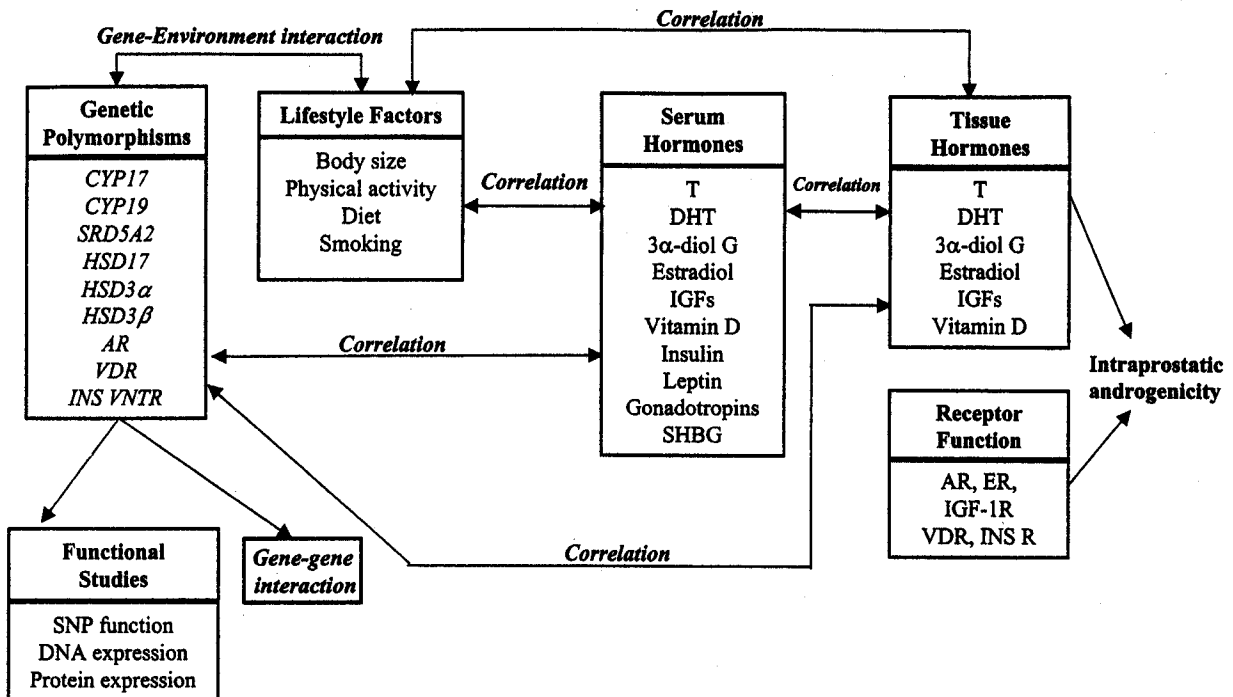 Correlation
Gene-Environment interaction
Genetic
Polymorphisms
CYP17
CYP19
SRD5A2
HSD17
HSD3α
HSD3β
AR
VDR
INS VNTR
Lifestyle Factors
Body size
Physical activity
Diet
Smoking
Correlation
Serum
Hormones
T
DHT
3α-diol G
Estradiol
IGFs
Vitamin D
Insulin
Leptin
Gonadotropins
SHBG
Correlation
Tissue
Hormones
T
DHT
3α-diol G
Estradiol
IGFs
Vitamin D
Correlation
Intraprostatic
androgenicity
Receptor
Function
AR, ER,
IGF-1R
VDR, INS R
Functional
Studies
SNP function
DNA expression
Protein expression
Gene-gene
interaction
Correlation